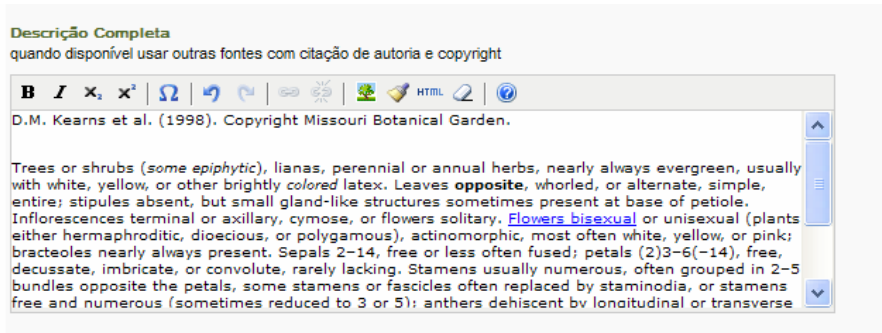 Descrição Completa
quando disponível usar outras fontes com citação de autoria e copyright
B I x₂ x² Ω HTML ?
D.M. Kearns et al. (1998). Copyright Missouri Botanical Garden.
Trees or shrubs (some epiphytic), lianas, perennial or annual herbs, nearly always evergreen, usually
with white, yellow, or other brightly colored latex. Leaves opposite, whorled, or alternate, simple,
entire; stipules absent, but small gland-like structures sometimes present at base of petiole.
Inflorescences terminal or axillary, cymose, or flowers solitary. Flowers bisexual or unisexual (plants
either hermaphroditic, dioecious, or polygamous), actinomorphic, most often white, yellow, or pink;
bracteoles nearly always present. Sepals 2–14, free or less often fused; petals (2)3–6(–14), free,
decussate, imbricate, or convolute, rarely lacking. Stamens usually numerous, often grouped in 2–5
bundles opposite the petals, some stamens or fascicles often replaced by staminodia, or stamens
free and numerous (sometimes reduced to 3 or 5); anthers dehiscent by longitudinal or transverse